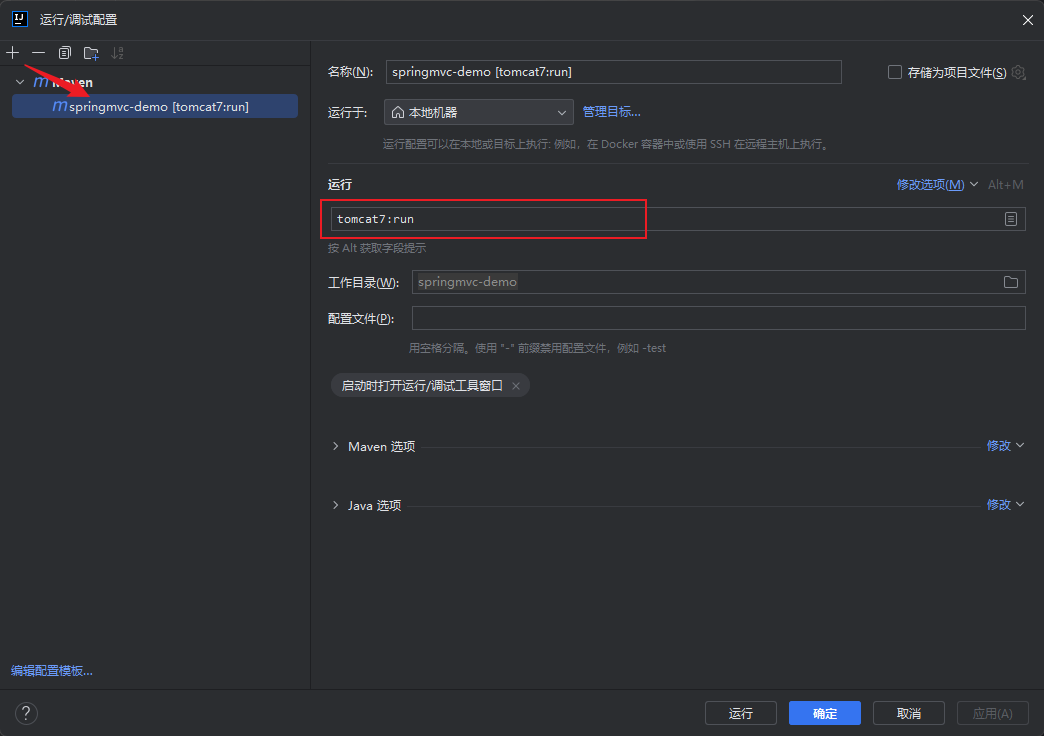 运行/调试配置
Maven
springmvc-demo [tomcat7:run]
名称(N):
springmvc-demo [tomcat7:run]
存储为项目文件(S)
运行于:
本地机器
管理目标...
运行配置可以在本地或目标上执行: 例如，在 Docker 容器中或使用 SSH 在远程主机上执行。
运行
修改选项(M)
Alt+M
tomcat7:run
按 Alt 获取字段提示
工作目录(W):
springmvc-demo
配置文件(P):
用空格分隔。使用 "-" 前缀禁用配置文件，例如 -test
启动时打开运行/调试工具窗口
Maven 选项
修改
Java 选项
修改
编辑配置模板...
?
运行
确定
取消
应用(A)